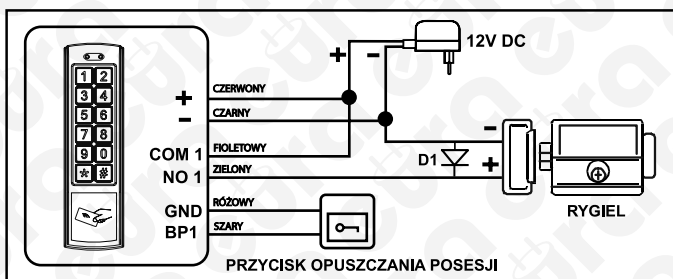 12V DC
+ -
1 2
3 4
5 6
7 8
9 0
* #
+ CZERWONY
- CZARNY
COM 1 FIOLETOWY
NO 1 ZIELONY
GND RÓŻOWY
BP1 SZARY
D1
-
+
RYGIEL
PRZYCISK OPUSZCZANIA POSESJI
eura